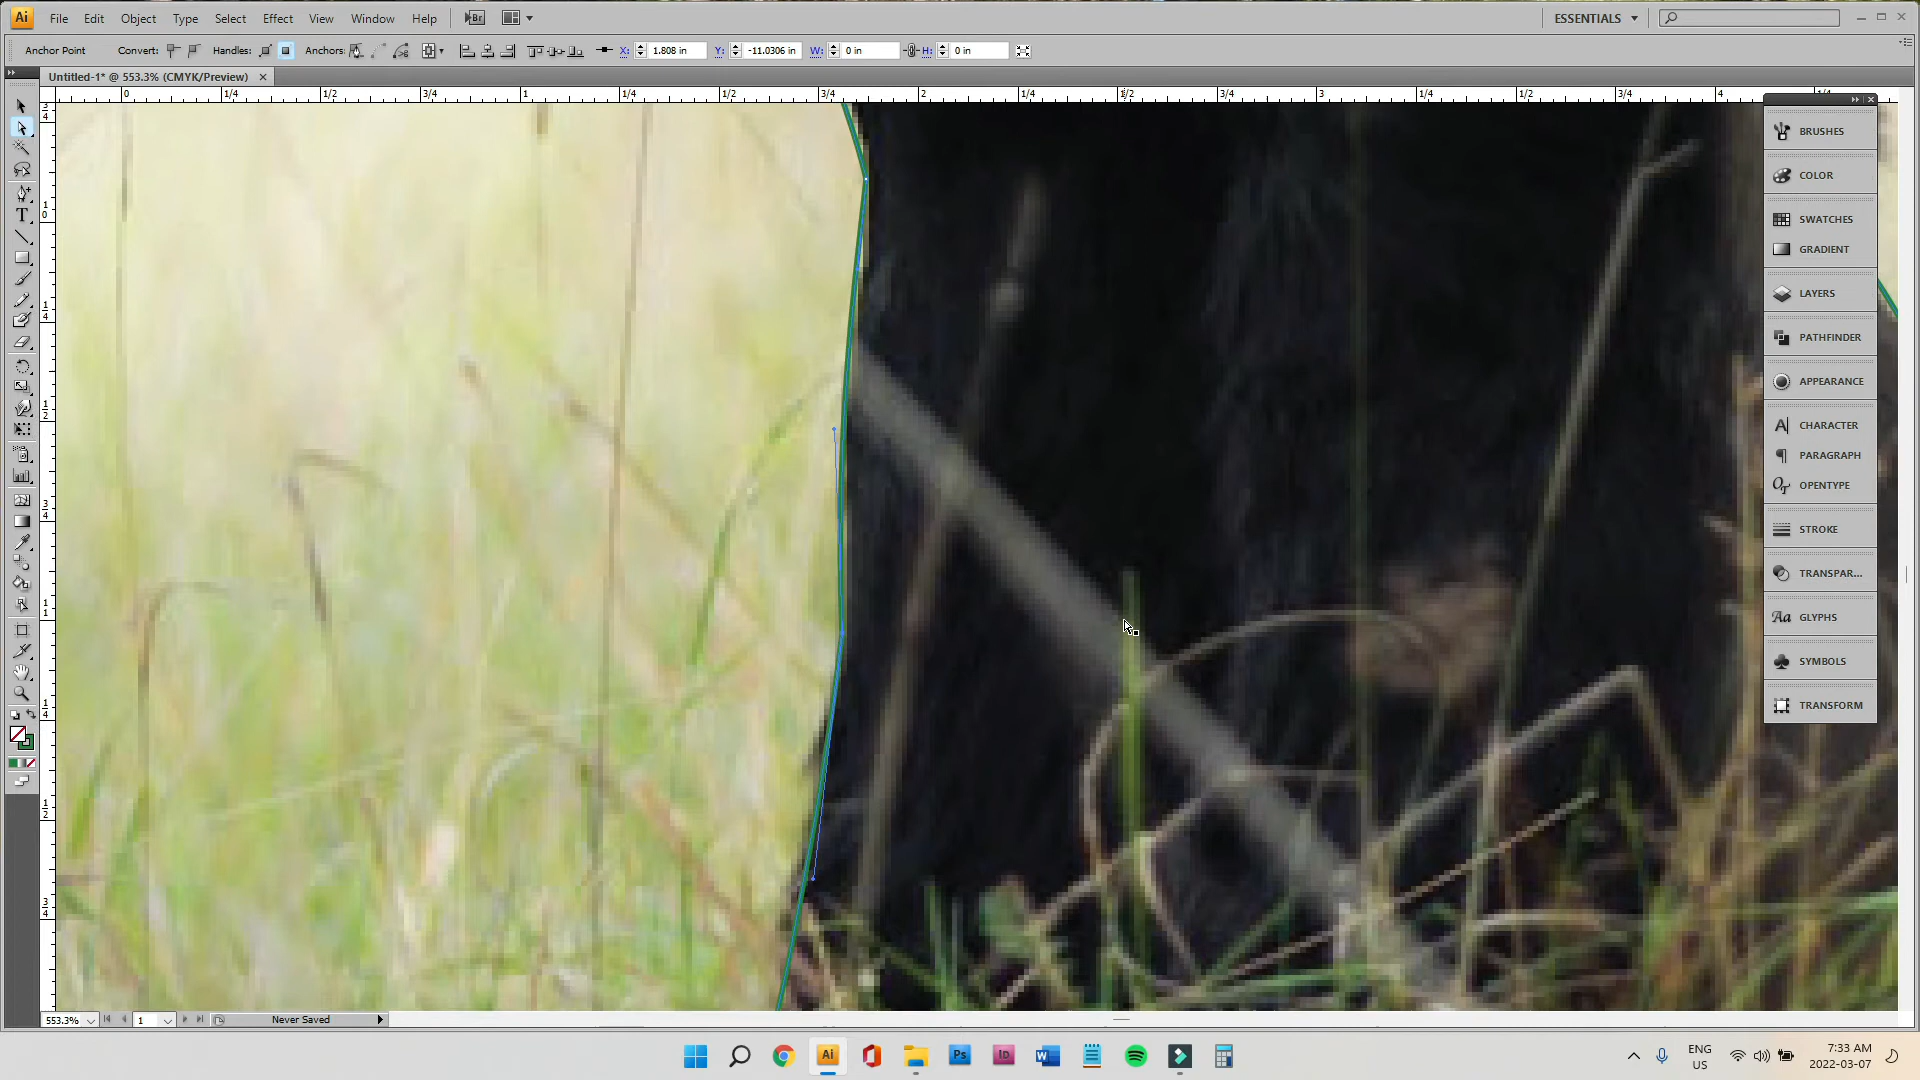 Ai File Edit Object Type Select Effect View Window Help Br ESSENTIALS
Anchor Point Convert: Handles: Anchors: X: 1.808 in Y: -11.0306 in W: 0 in H: 0 in
Untitled-1* @ 553.3% (CMYK/Preview)
0 1/4 1/2 3/4 1 1/4 1/2 3/4 2 1/4 1/2 3/4 3 1/4 1/2 3/4 4
BRUSHES
COLOR
SWATCHES
GRADIENT
LAYERS
PATHFINDER
APPEARANCE
CHARACTER
PARAGRAPH
OPENTYPE
STROKE
TRANSPAR...
GLYPHS
SYMBOLS
TRANSFORM
553.3% 1 Never Saved
Ai Ps ID W
ENG
US
7:33 AM
2022-03-07